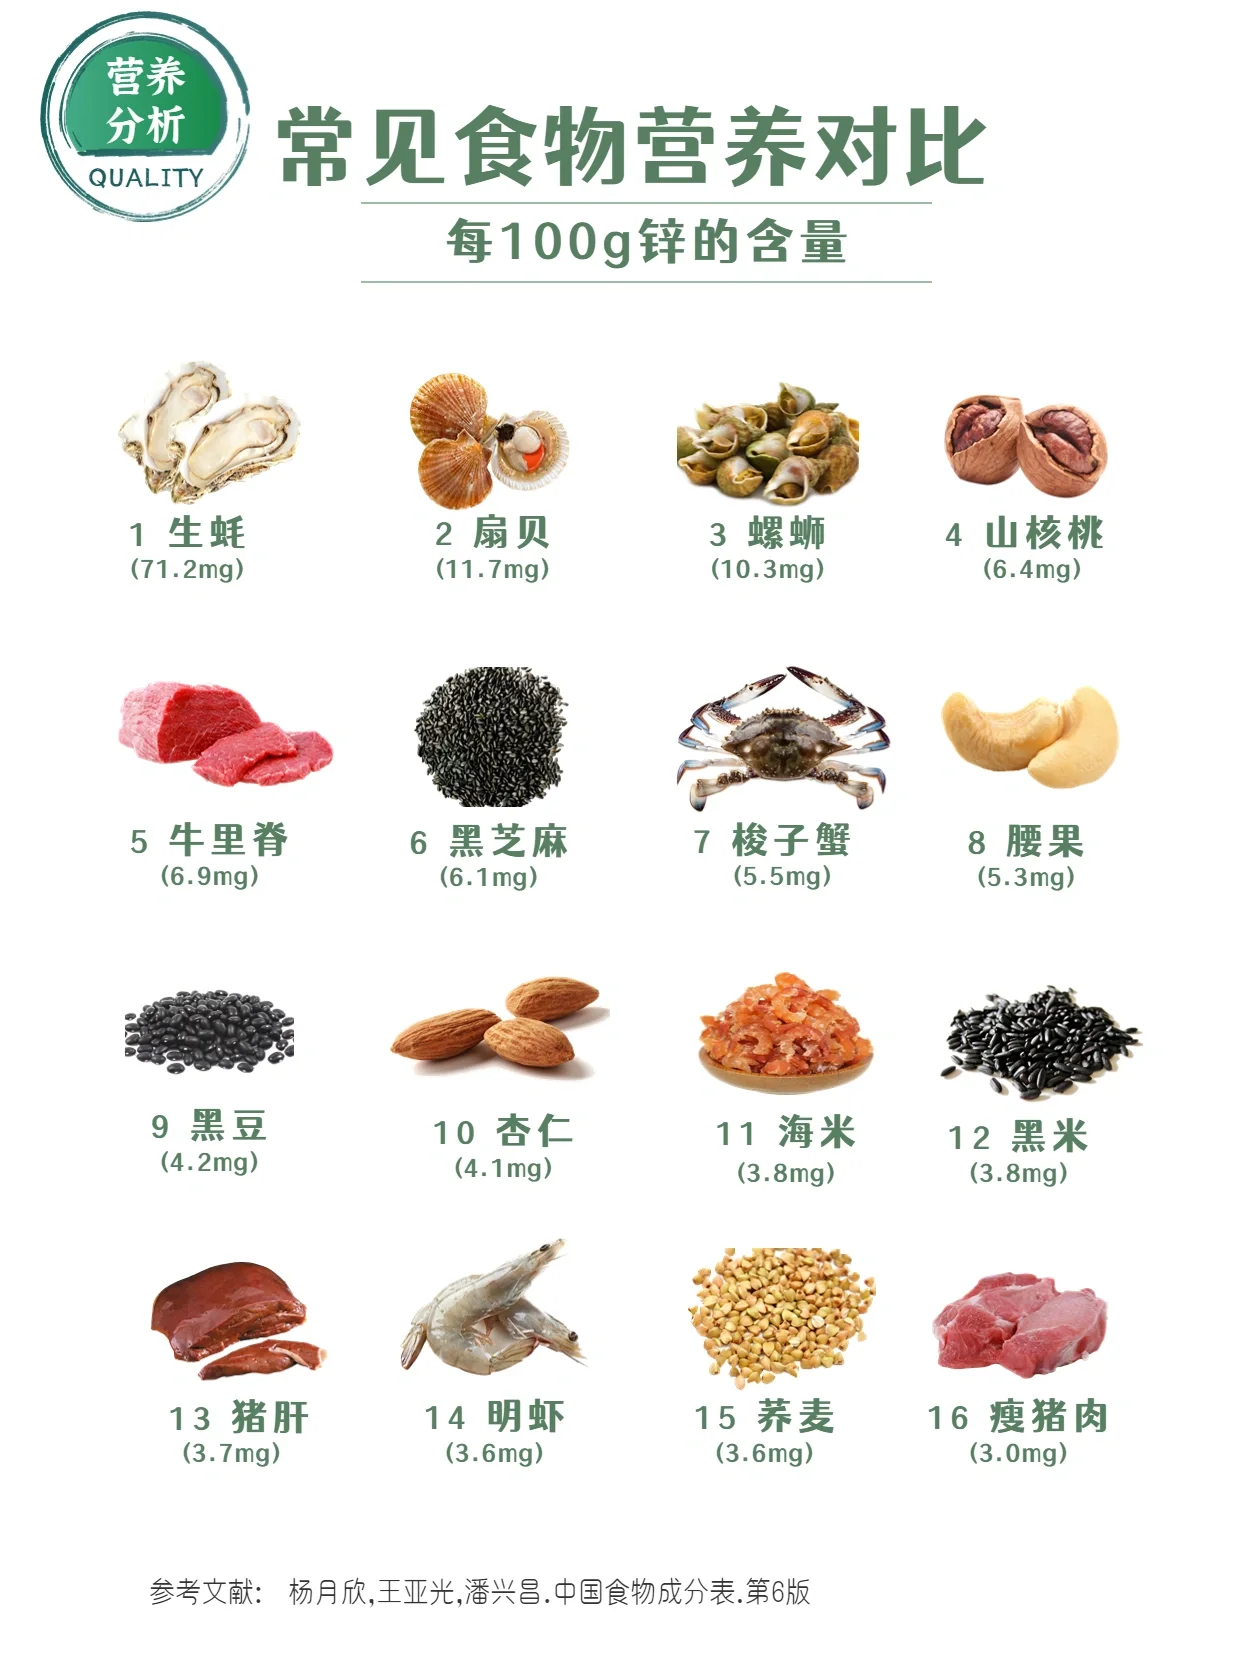 营养
分析
QUALITY
常见食物营养对比
每100g锌的含量
1 生蚝
(71.2mg)
2 扇贝
(11.7mg)
3 螺蛳
(10.3mg)
4 山核桃
(6.4mg)
5 牛里脊
(6.9mg)
6 黑芝麻
(6.1mg)
7 梭子蟹
(5.5mg)
8 腰果
(5.3mg)
9 黑豆
(4.2mg)
10 杏仁
(4.1mg)
11 海米
(3.8mg)
12 黑米
(3.8mg)
13 猪肝
(3.7mg)
14 明虾
(3.6mg)
15 荞麦
(3.6mg)
16 瘦猪肉
(3.0mg)
参考文献: 杨月欣,王亚光,潘兴昌.中国食物成分表.第6版